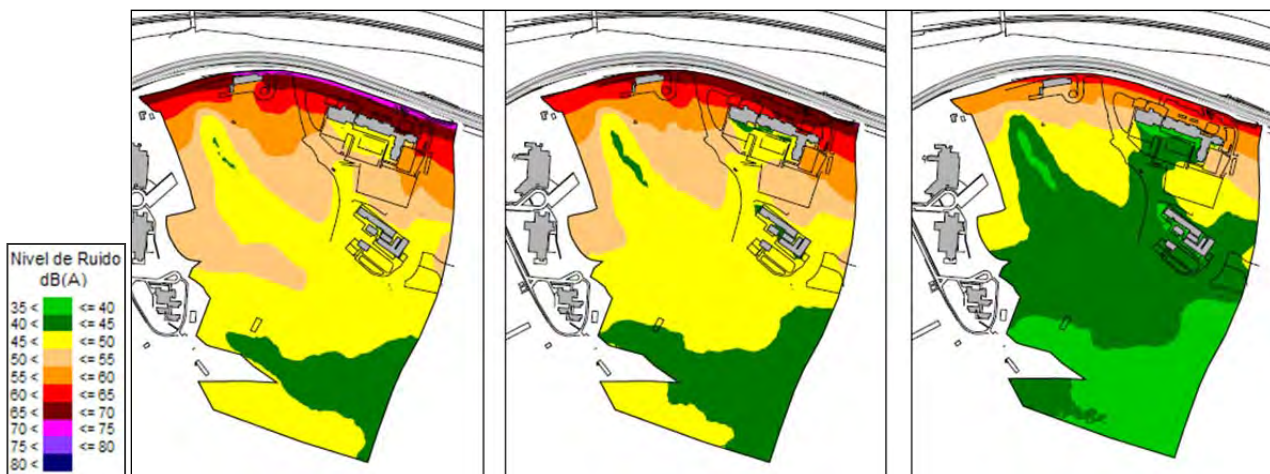 Nivel de Ruido
dB(A)
35 < <= 40
40 < <= 45
45 < <= 50
50 < <= 55
55 < <= 60
60 < <= 65
65 < <= 70
70 < <= 75
75 < <= 80
80 <